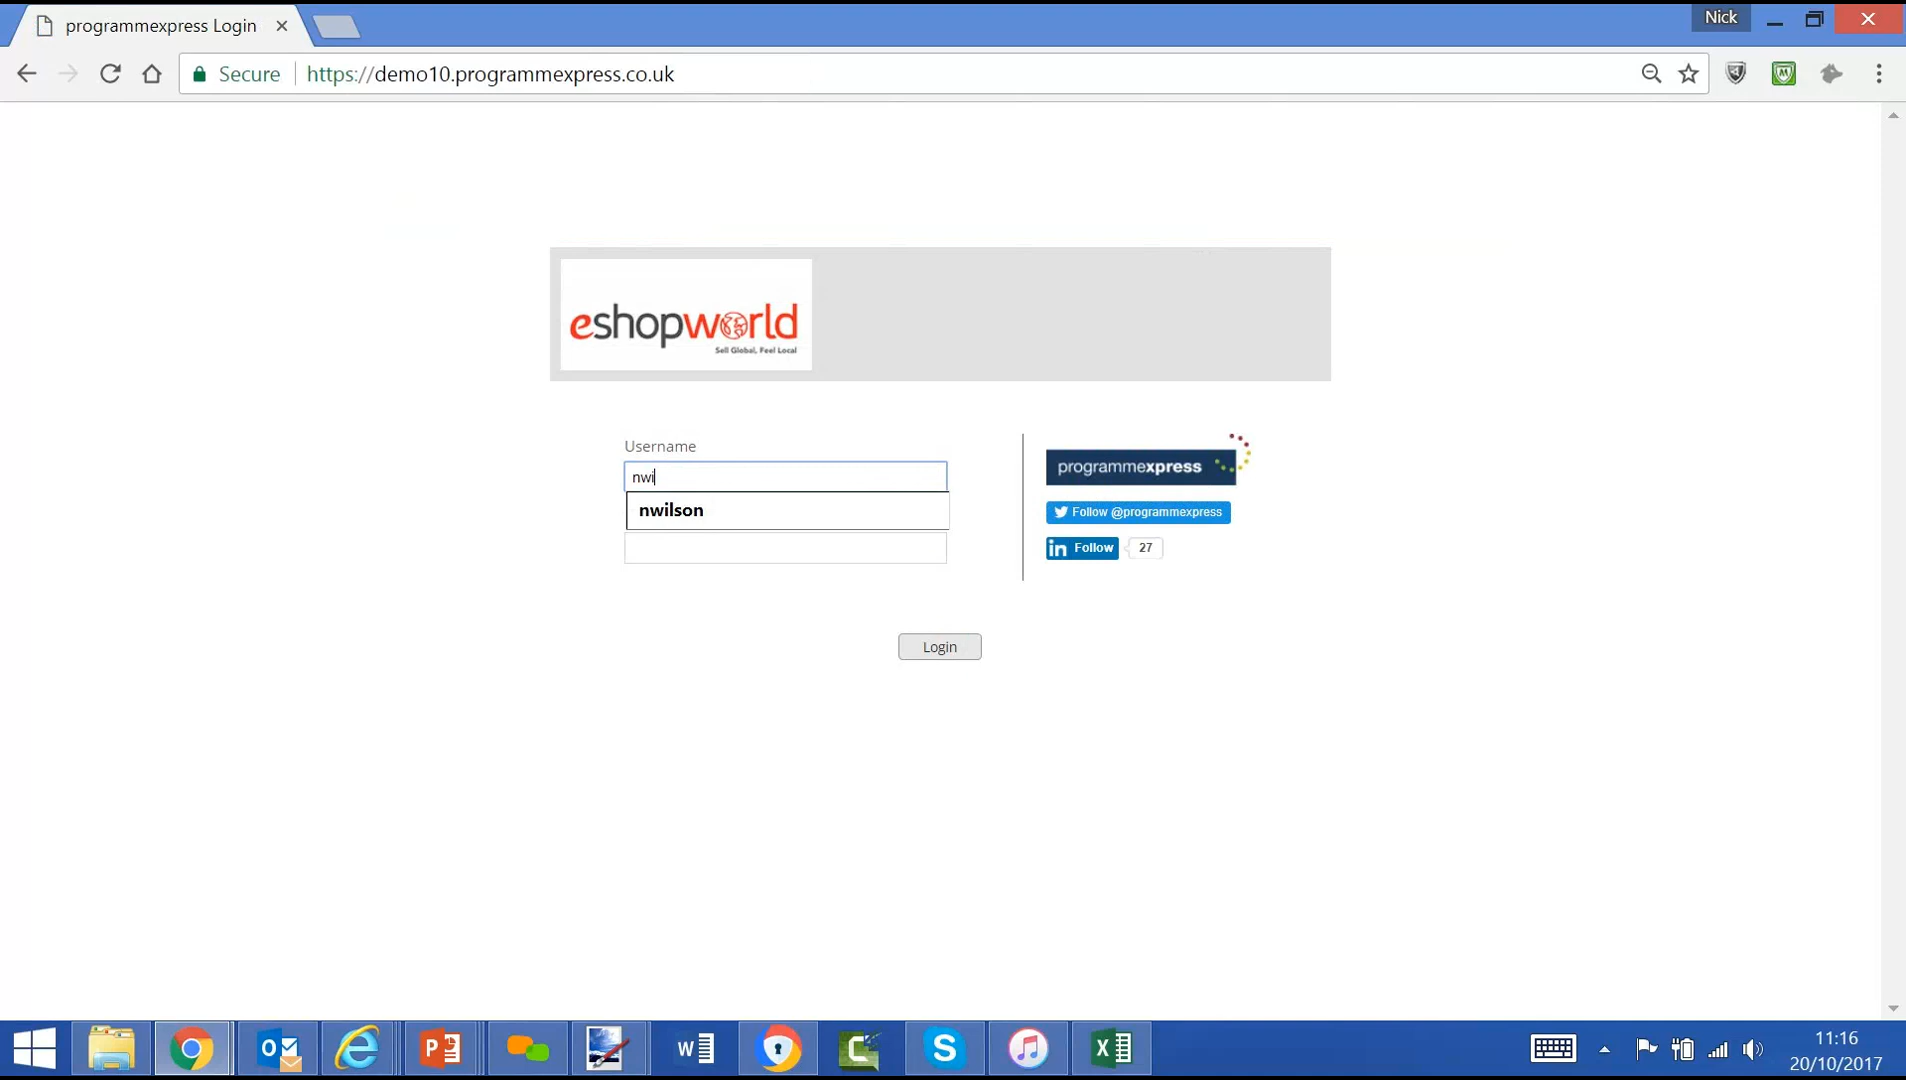 programmexpress Login
Nick
Secure
https://demo10.programmexpress.co.uk
eshopworld
Sell Global, Feel Local
Username
nwi
nwilson
programmexpress
Follow @programmexpress
in Follow 27
Login
11:16
20/10/2017